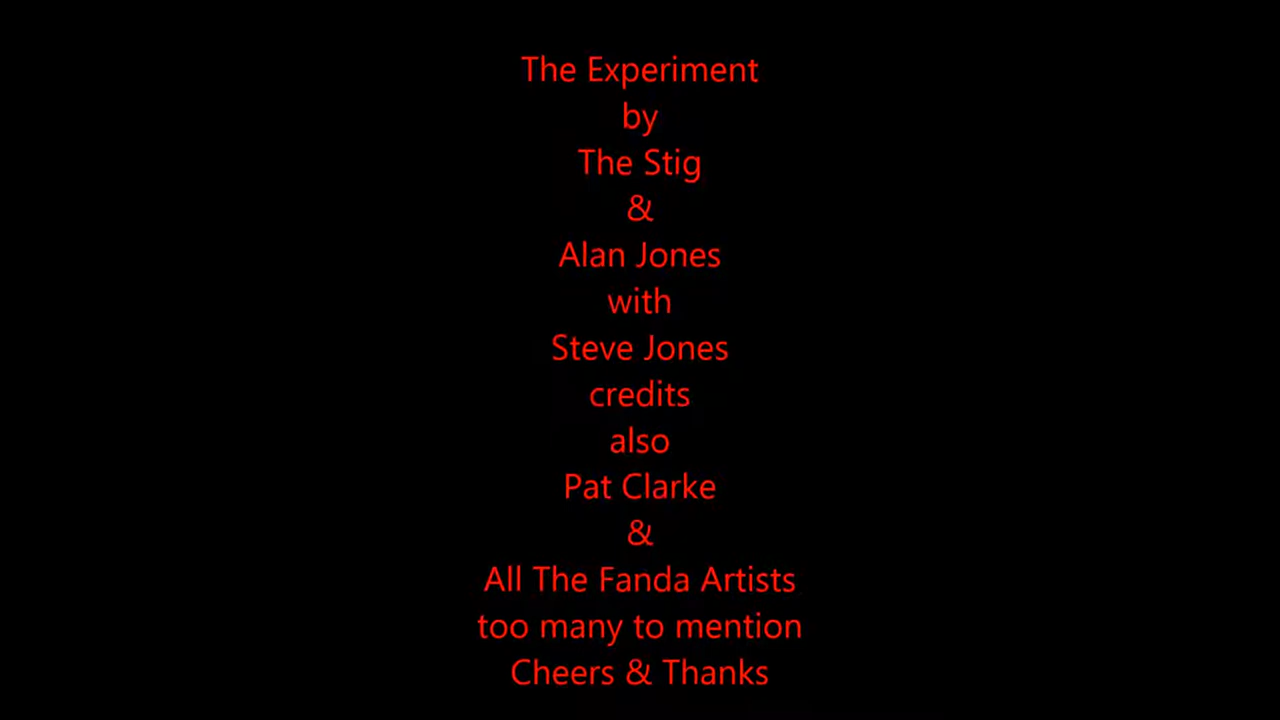 The Experiment
by
The Stig
&
Alan Jones
with
Steve Jones
credits
also
Pat Clarke
&
All The Fanda Artists
too many to mention
Cheers & Thanks